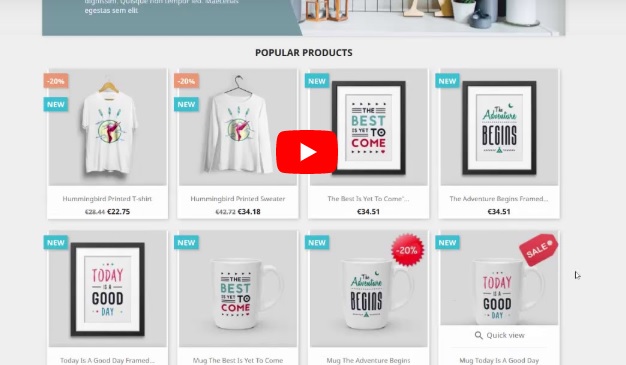 dignissim. Quisque non tempor leo. Maecenas
egestas sem elit
POPULAR PRODUCTS
-20%
NEW
-20%
NEW
THE
BEST
IS YET TO
COME
NEW
The
Adventure
BEGINS
Hummingbird Printed T-shirt
€28.44 €22.75
Hummingbird Printed Sweater
€42.72 €34.18
The Best Is Yet To Come'...
€34.51
The Adventure Begins Framed...
€34.51
NEW
TODAY
IS A
GOOD
DAY
NEW
THE
BEST
IS YET TO
COME
NEW
-20%
The
Adventure
BEGINS
NEW
SALE
TODAY
IS A
GOOD
DAY
Quick view
Today Is A Good Day Framed...
Mug The Best Is Yet To Come
Mug The Adventure Begins
Mug Today Is A Good Day